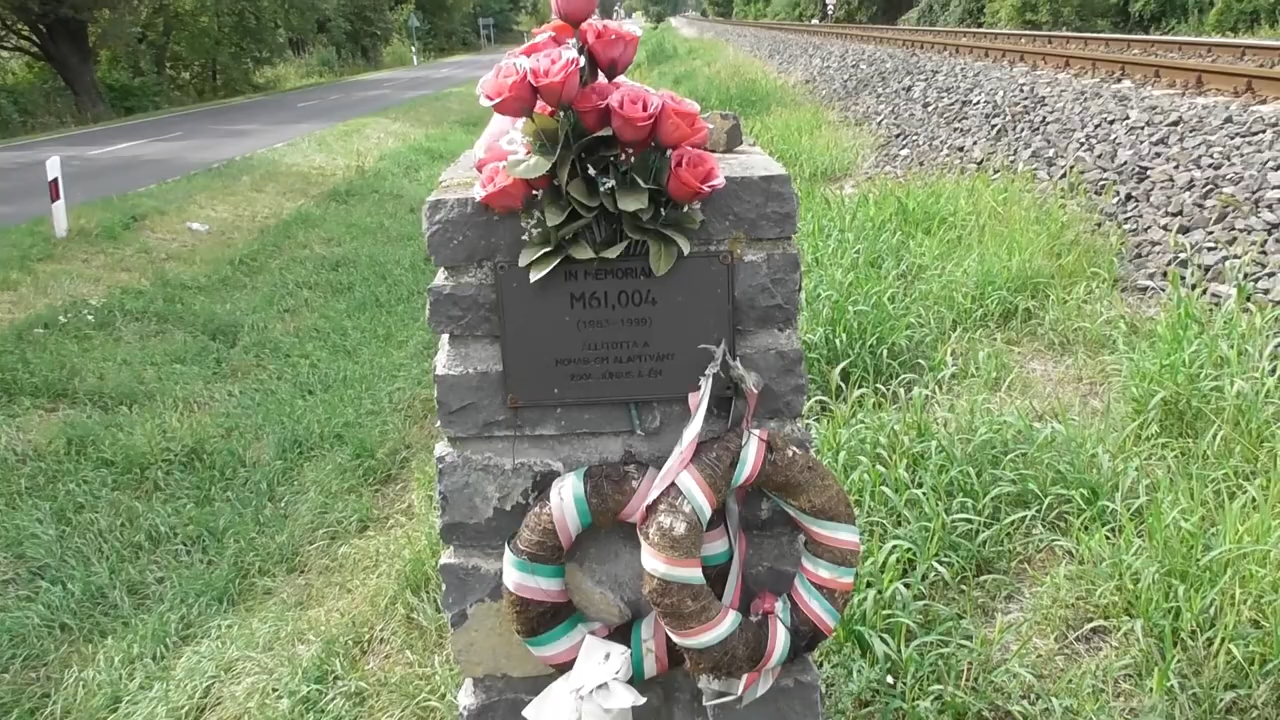 IN MEMORIAM
M61,004
(1963-1999)
ÁLLÍTOTTA A
NOHAB-GM ALAPÍTVÁNY
JÚNIUS